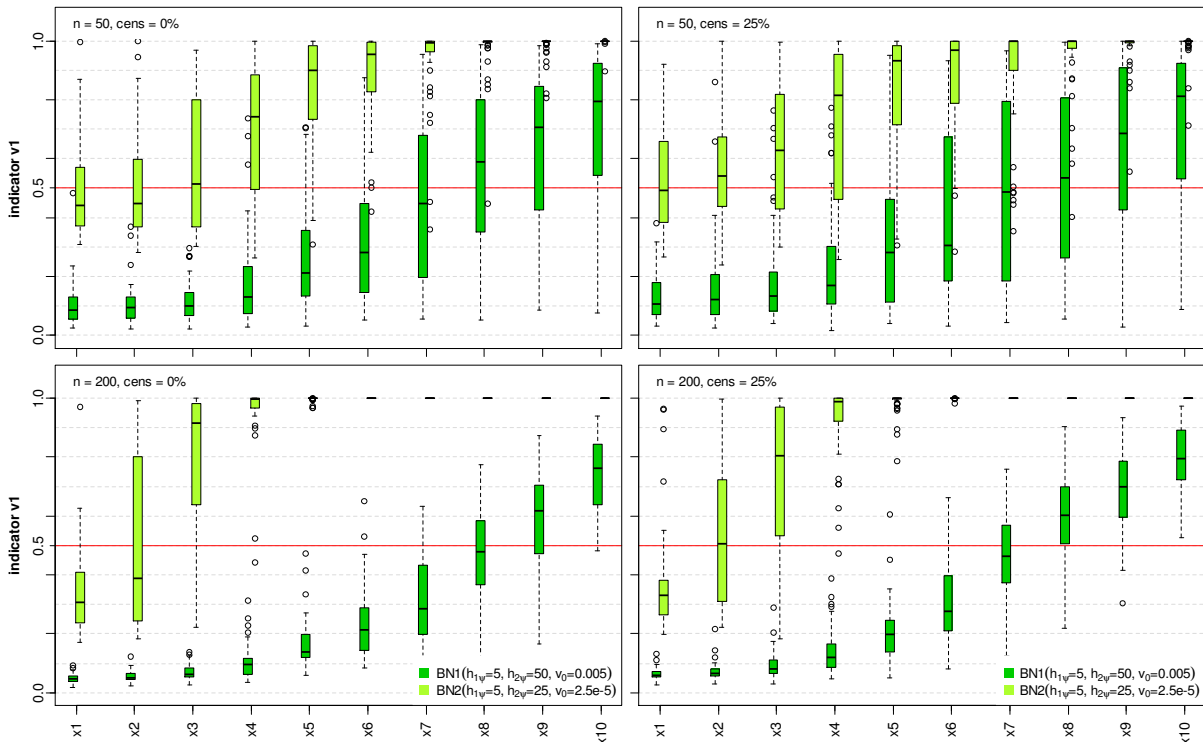 n = 50, cens = 0%
n = 50, cens = 25%
indicator v1
1.0
0.5
0.0
n = 200, cens = 0%
n = 200, cens = 25%
indicator v1
1.0
0.5
0.0
BN1(h1ψ=5, h2ψ=50, v0=0.005)
BN2(h1ψ=5, h2ψ=25, v0=2.5e-5)
BN1(h1ψ=5, h2ψ=50, v0=0.005)
BN2(h1ψ=5, h2ψ=25, v0=2.5e-5)
x1 x2 x3 x4 x5 x6 x7 x8 x9 x10
x1 x2 x3 x4 x5 x6 x7 x8 x9 x10